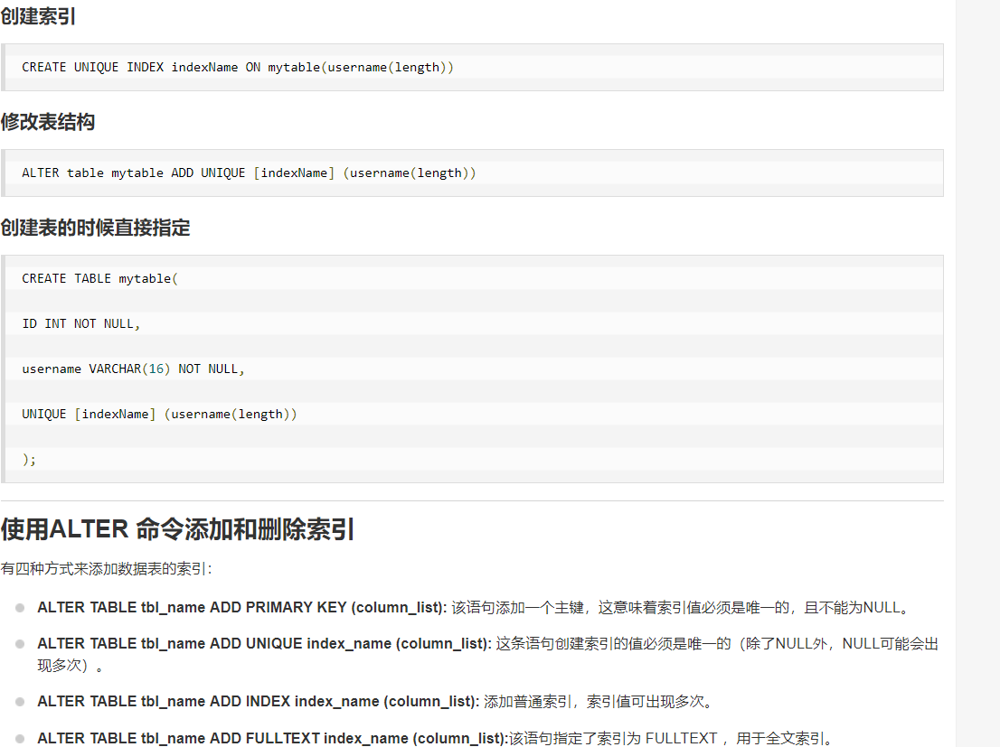 创建索引
CREATE UNIQUE INDEX indexName ON mytable(username(length))
修改表结构
ALTER table mytable ADD UNIQUE [indexName] (username(length))
创建表的时候直接指定
CREATE TABLE mytable(
ID INT NOT NULL,
username VARCHAR(16) NOT NULL,
UNIQUE [indexName] (username(length))
);
使用ALTER 命令添加和删除索引
有四种方式来添加数据表的索引：
ALTER TABLE tbl_name ADD PRIMARY KEY (column_list): 该语句添加一个主键，这意味着索引值必须是唯一的，且不能为NULL。
ALTER TABLE tbl_name ADD UNIQUE index_name (column_list): 这条语句创建索引的值必须是唯一的（除了NULL外，NULL可能会出
现多次）。
ALTER TABLE tbl_name ADD INDEX index_name (column_list): 添加普通索引，索引值可出现多次。
ALTER TABLE tbl_name ADD FULLTEXT index_name (column_list):该语句指定了索引为 FULLTEXT ，用于全文索引。